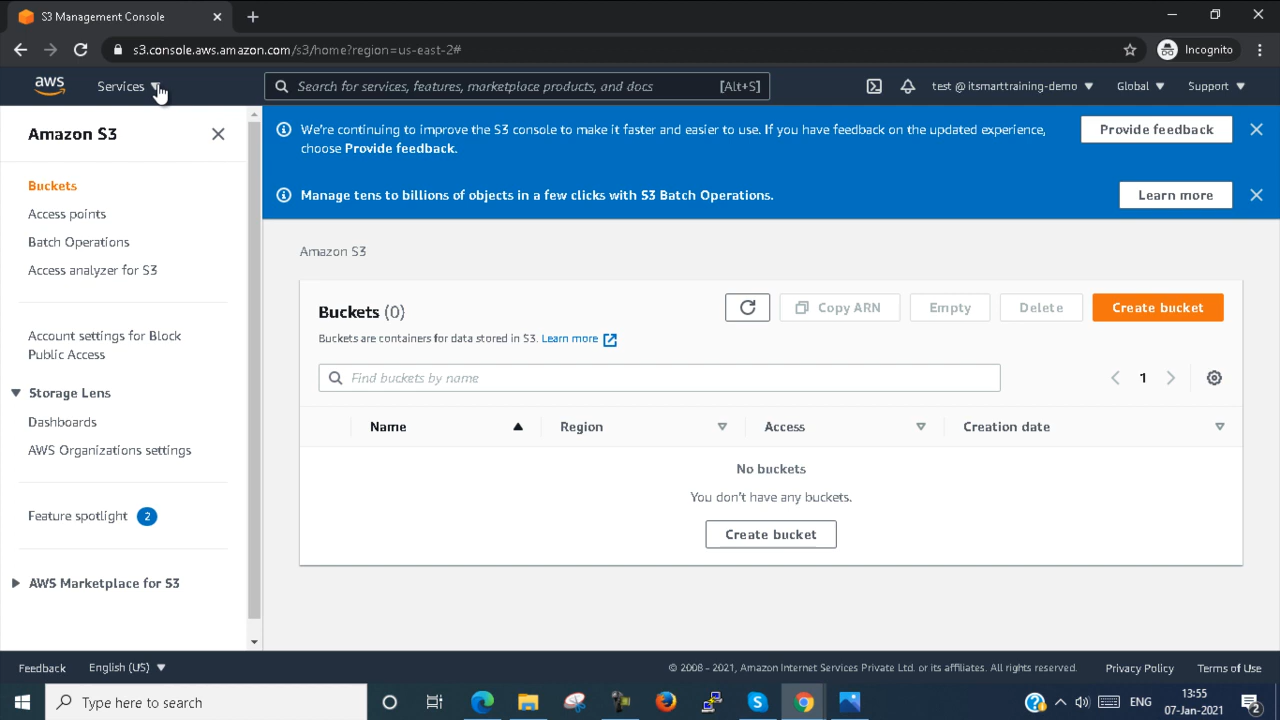 S3 Management Console
s3.console.aws.amazon.com/s3/home?region=us-east-2#
Incognito
aws
Services
Search for services, features, marketplace products, and docs
[Alt+S]
test @ itsmarttraining-demo
Global
Support
Amazon S3
Buckets
Access points
Batch Operations
Access analyzer for S3
Account settings for Block
Public Access
Storage Lens
Dashboards
AWS Organizations settings
Feature spotlight 2
AWS Marketplace for S3
We're continuing to improve the S3 console to make it faster and easier to use. If you have feedback on the updated experience,
choose Provide feedback.
Provide feedback
Manage tens to billions of objects in a few clicks with S3 Batch Operations.
Learn more
Amazon S3
Buckets (0)
Copy ARN
Empty
Delete
Create bucket
Buckets are containers for data stored in S3. Learn more
Find buckets by name
1
Name
Region
Access
Creation date
No buckets
You don't have any buckets.
Create bucket
Feedback
English (US)
© 2008 - 2021, Amazon Internet Services Private Ltd. or its affiliates. All rights reserved.
Privacy Policy
Terms of Use
Type here to search
ENG
13:55
07-Jan-2021
2